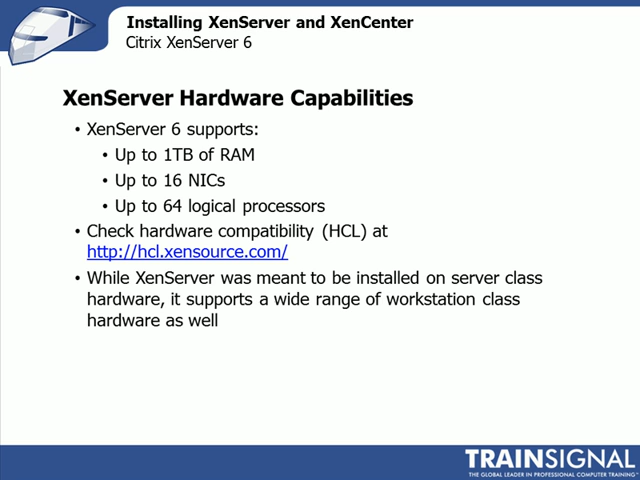 Installing XenServer and XenCenter
Citrix XenServer 6
XenServer Hardware Capabilities
• XenServer 6 supports:
• Up to 1TB of RAM
• Up to 16 NICs
• Up to 64 logical processors
• Check hardware compatibility (HCL) at
http://hcl.xensource.com/
• While XenServer was meant to be installed on server class
hardware, it supports a wide range of workstation class
hardware as well
TRAINSIGNAL
THE GLOBAL LEADER IN PROFESSIONAL COMPUTER TRAINING™